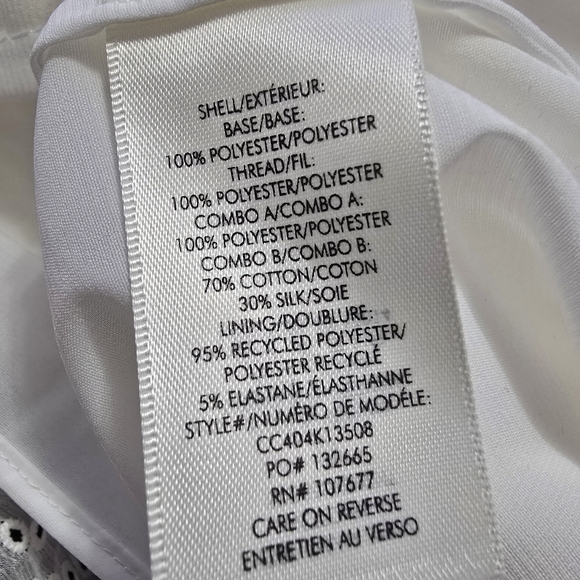 SHELL/EXTÉRIEUR:
BASE/BASE:
100% POLYESTER/POLYESTER
THREAD/FIL:
100% POLYESTER/POLYESTER
COMBO A/COMBO A:
100% POLYESTER/POLYESTER
COMBO B/COMBO B:
70% COTTON/COTON
30% SILK/SOIE
LINING/DOUBLURE:
95% RECYCLED POLYESTER/
POLYESTER RECYCLÉ
5% ELASTANE/ÉLASTHANNE
STYLE#/NUMÉRO DE MODÉLE:
CC404K13508
PO# 132665
RN# 107677
CARE ON REVERSE
ENTRETIEN AU VERSO